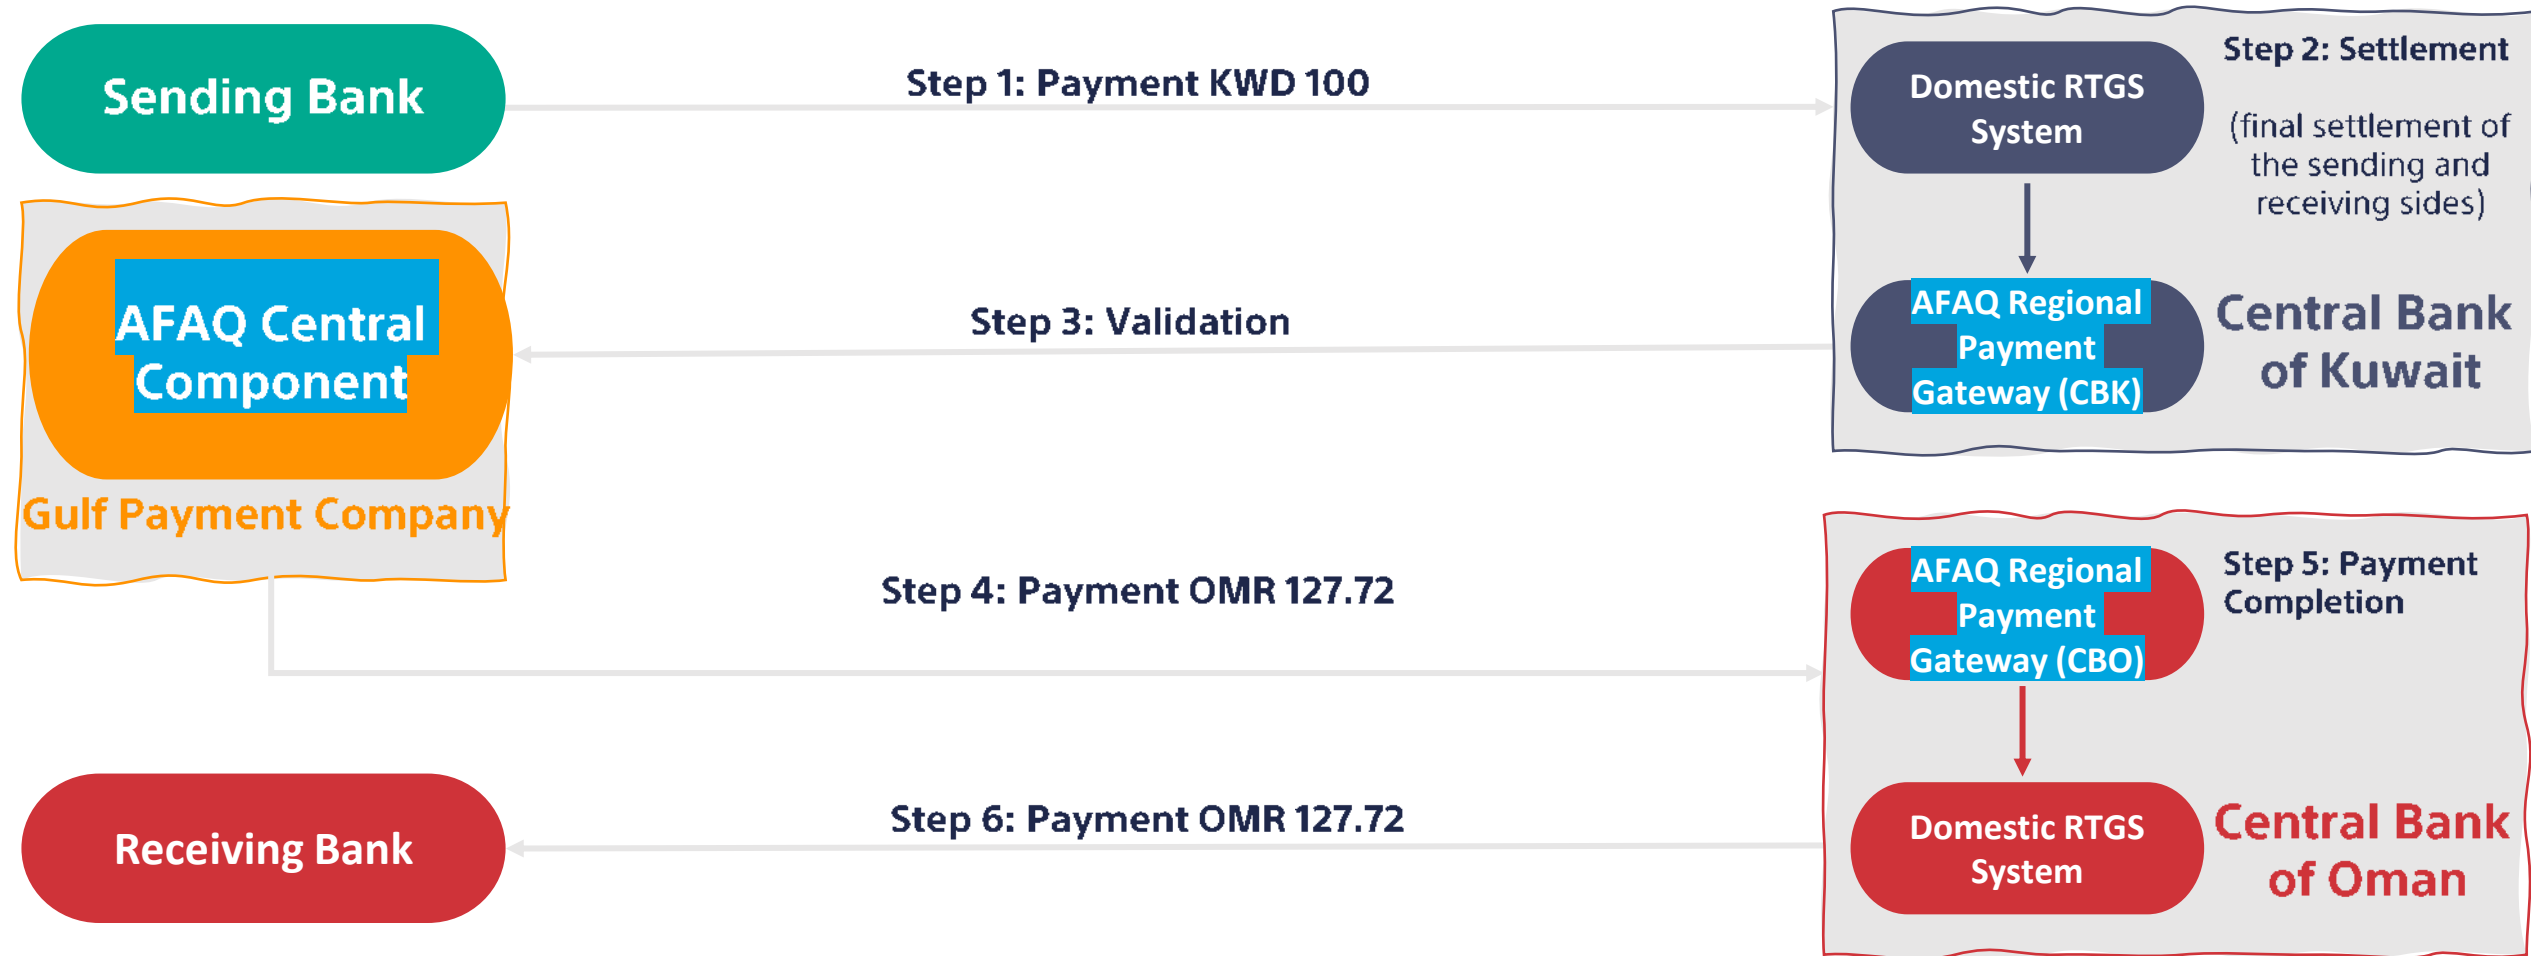 Sending Bank
Step 1: Payment KWD 100
Domestic RTGS
System
Step 2: Settlement
(final settlement of
the sending and
receiving sides)
AFAQ Central
Component
Gulf Payment Company
Step 3: Validation
AFAQ Regional
Payment
Gateway (CBK)
Central Bank
of Kuwait
Step 4: Payment OMR 127.72
AFAQ Regional
Payment
Gateway (CBO)
Step 5: Payment
Completion
Receiving Bank
Step 6: Payment OMR 127.72
Domestic RTGS
System
Central Bank
of Oman